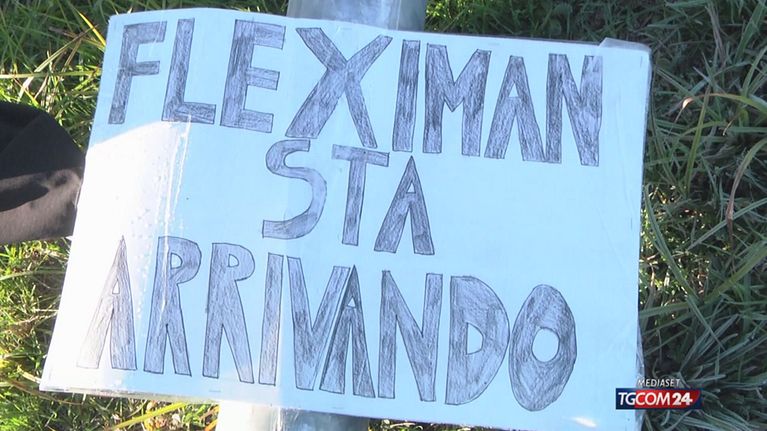 FLEXIMAN
STA
ARRIVANDO
MEDIASET
TGCOM24